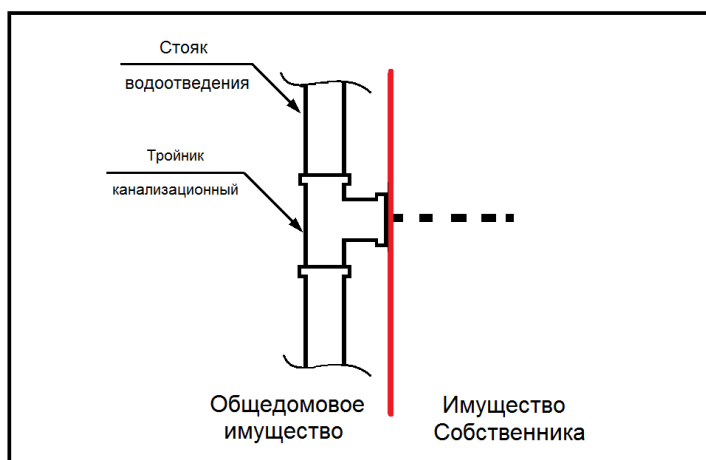 Стояк
водоотведения
Тройник
канализационный
Общедомовое
имущество
Имущество
Собственника